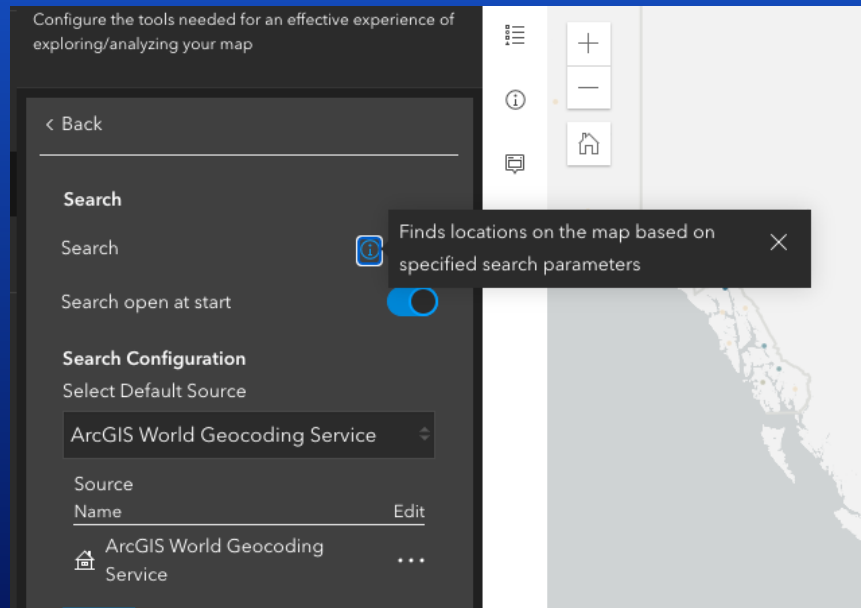 Configure the tools needed for an effective experience of
exploring/analyzing your map
Back
Search
Search
Finds locations on the map based on
specified search parameters
Search open at start
Search Configuration
Select Default Source
ArcGIS World Geocoding Service
Source
Name Edit
ArcGIS World Geocoding
Service